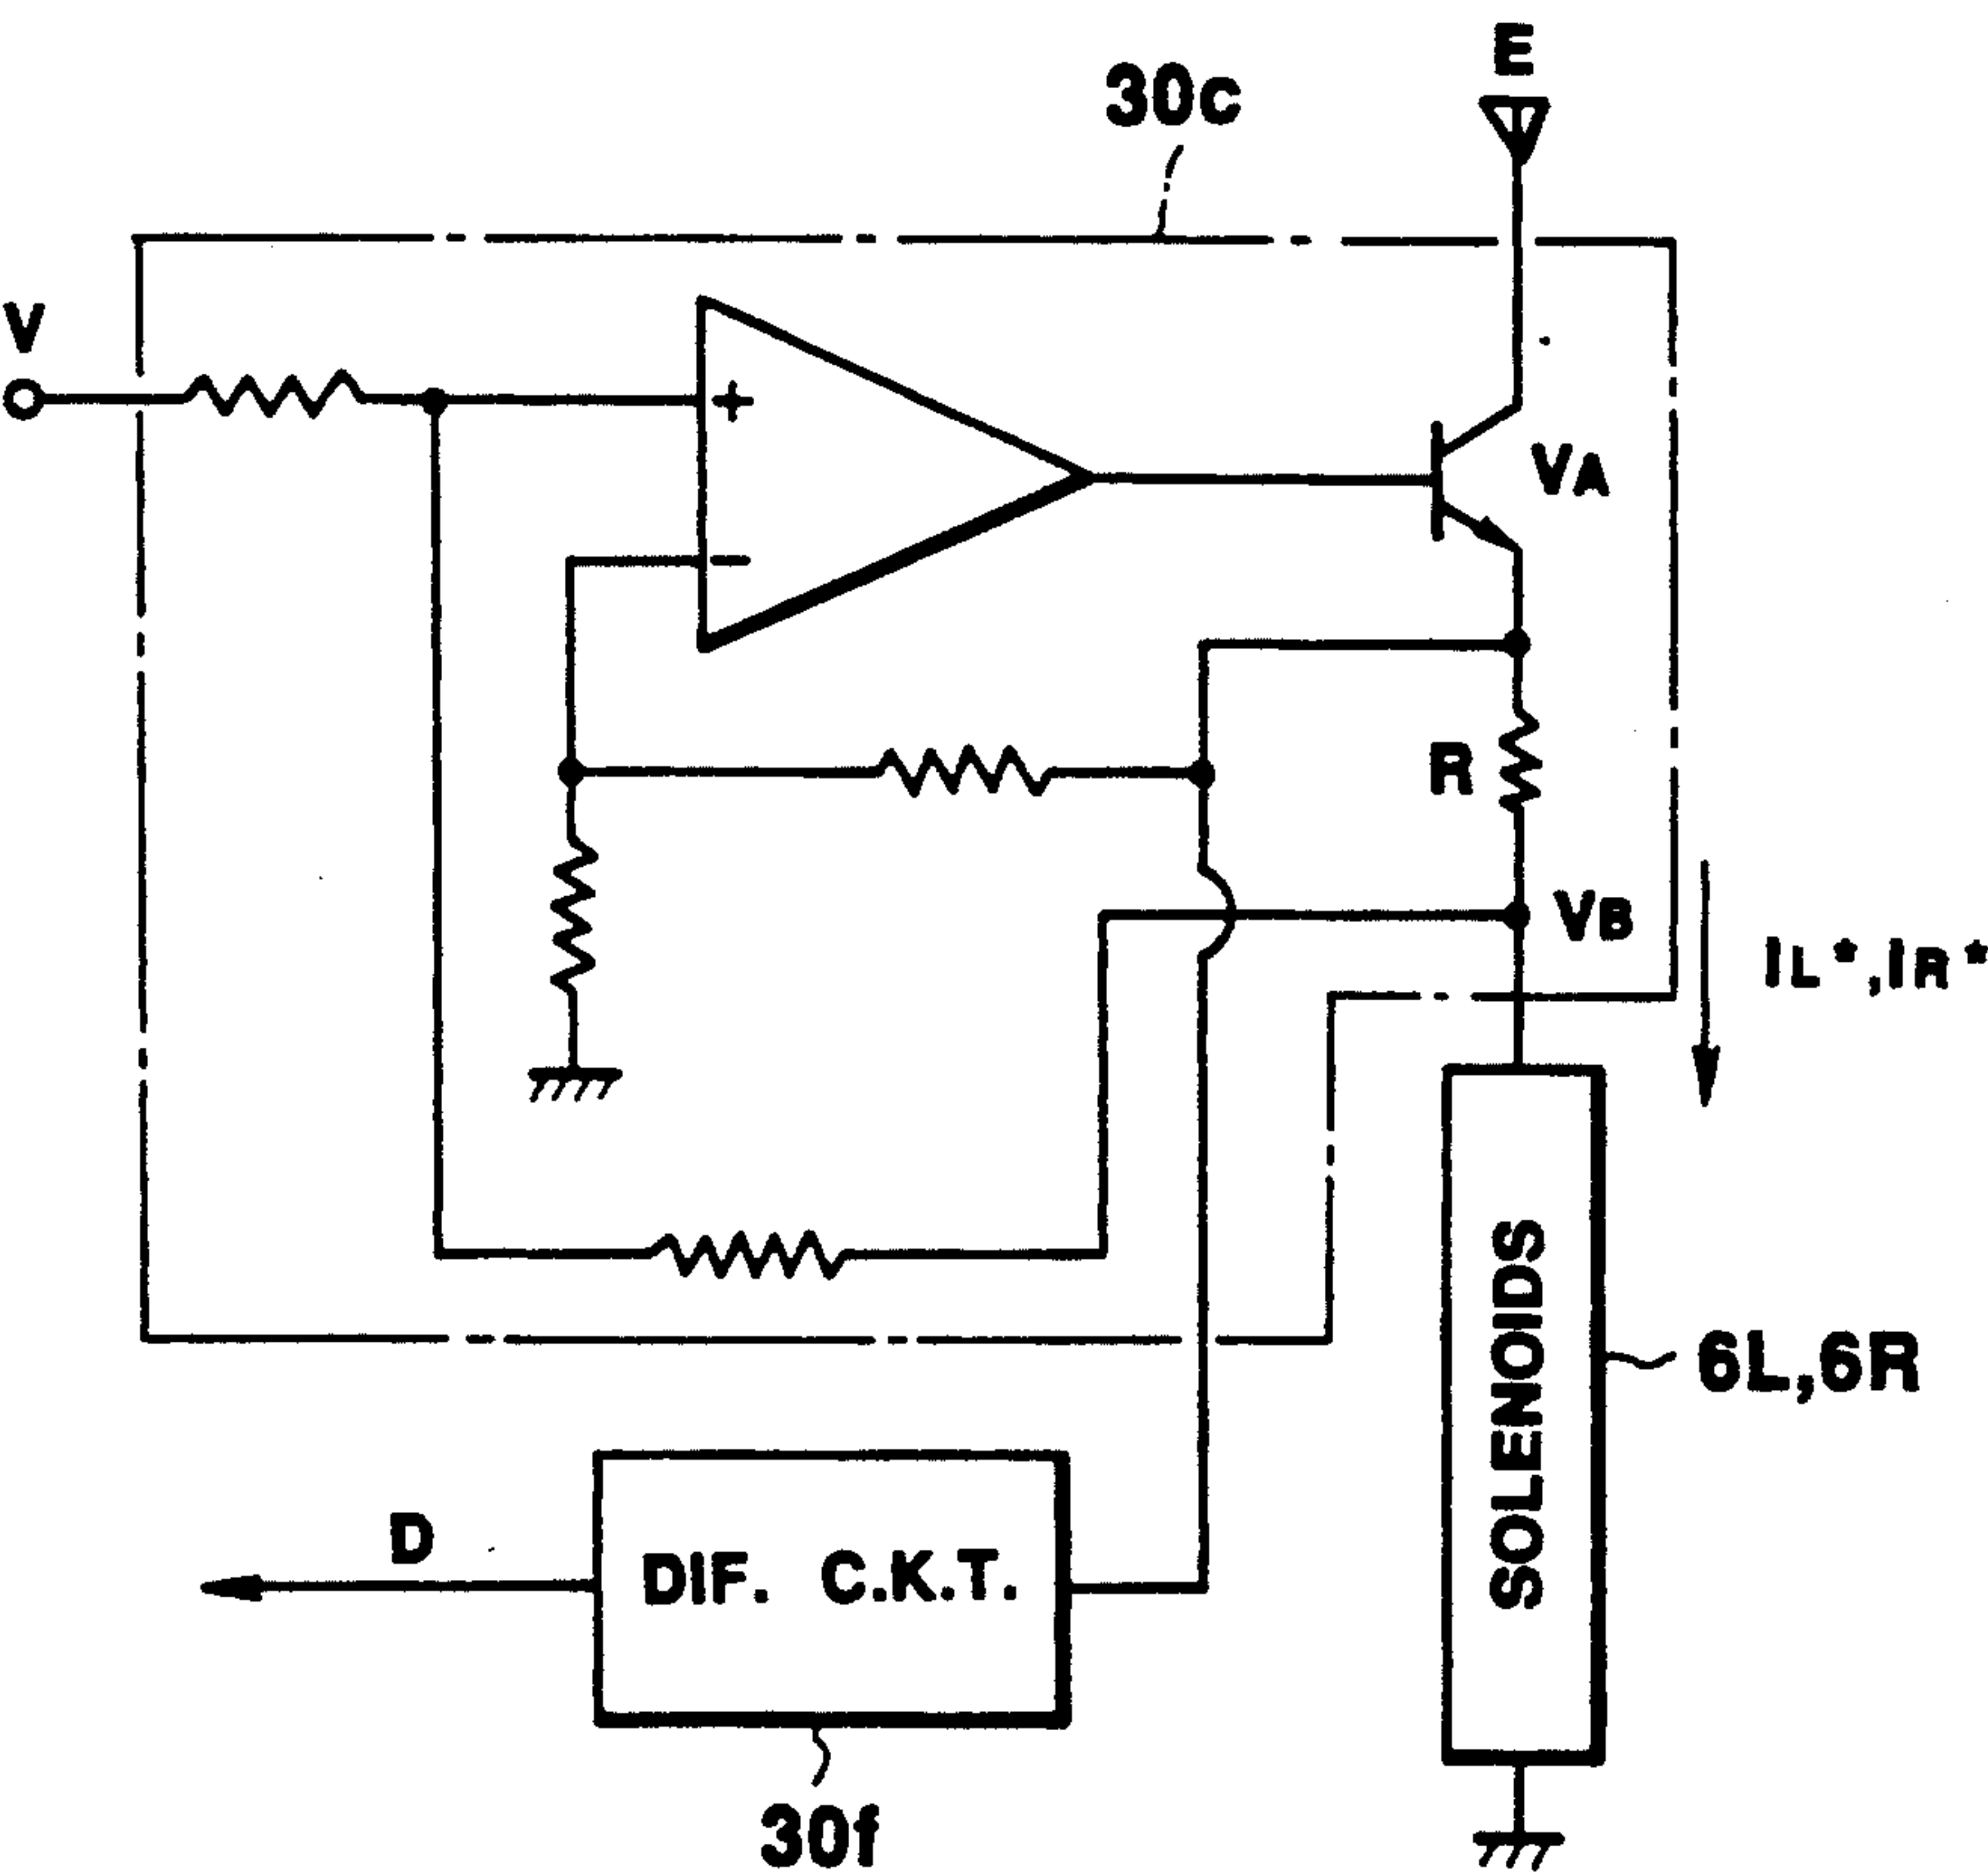 E
30c
V
+
VA
−
R
VB
IL*,IR*
SOLENOIDS
6L,6R
D
DIF. C.K.T.
30f